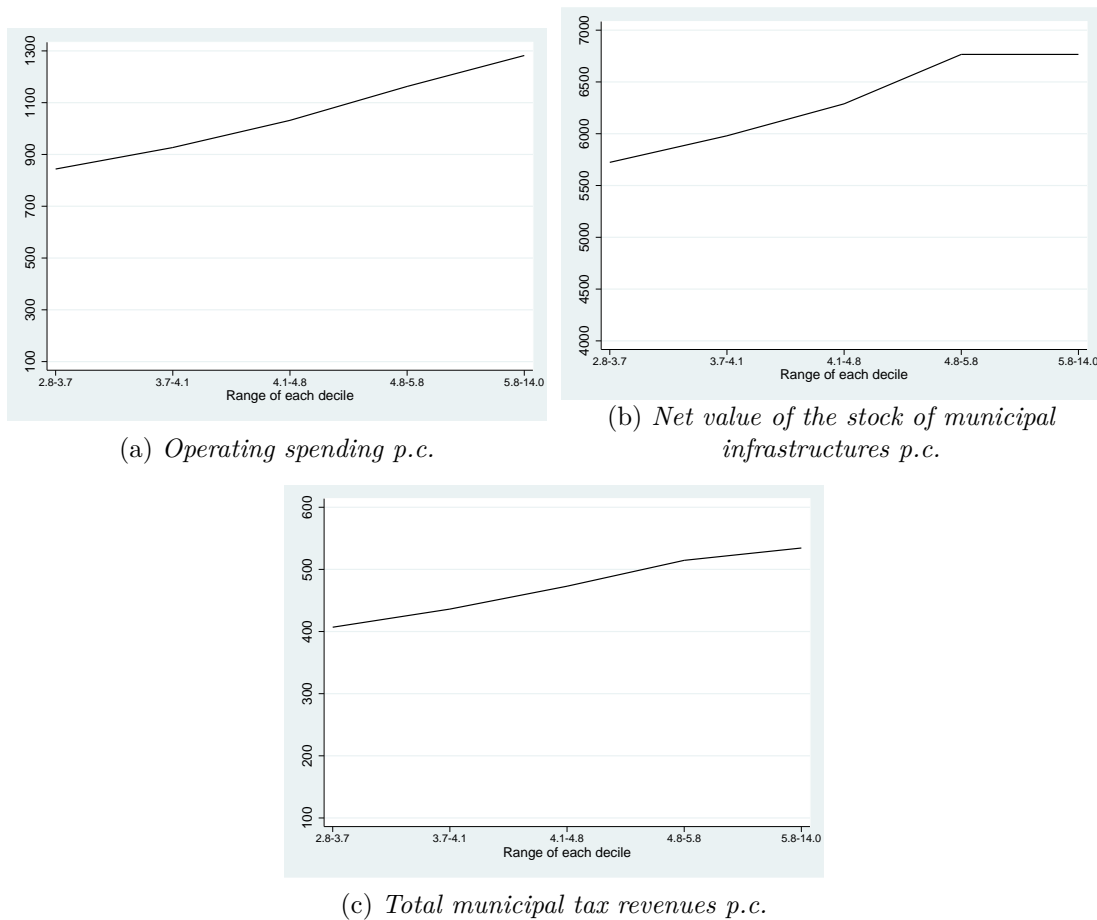 1300
1100
900
700
500
300
100
2.8-3.7 3.7-4.1 4.1-4.8 4.8-5.8 5.8-14.0
Range of each decile
(a) Operating spending p.c.
7000
6500
6000
5500
5000
4500
4000
2.8-3.7 3.7-4.1 4.1-4.8 4.8-5.8 5.8-14.0
Range of each decile
(b) Net value of the stock of municipal
infrastructures p.c.
600
500
400
300
200
100
2.8-3.7 3.7-4.1 4.1-4.8 4.8-5.8 5.8-14.0
Range of each decile
(c) Total municipal tax revenues p.c.